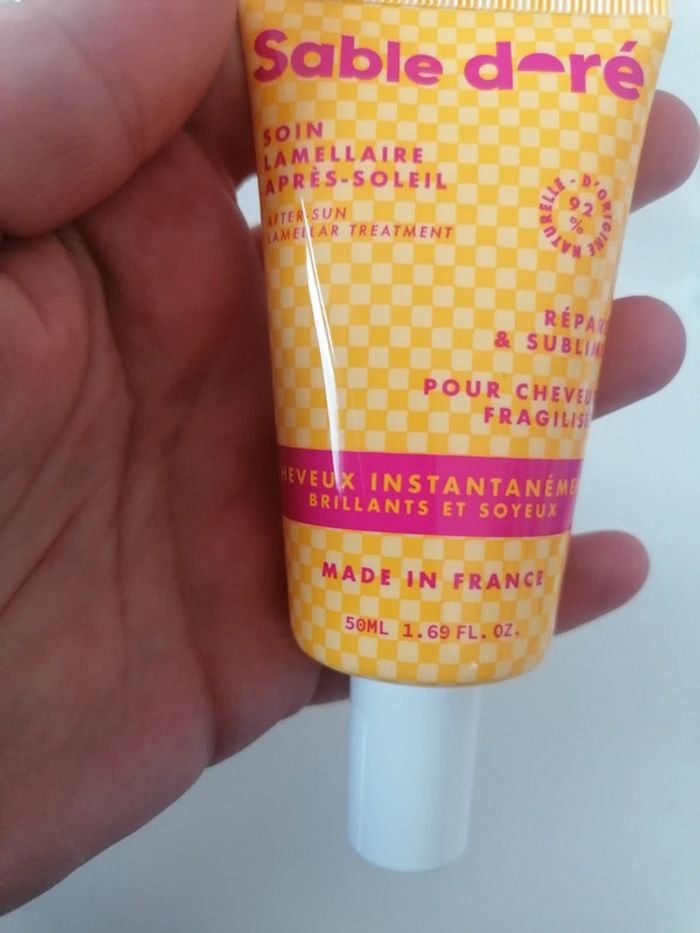 Sable doré
SOIN
LAMELLAIRE
APRÈS-SOLEIL
AFTER-SUN
LAMELLAR TREATMENT
92
%
D'ORIGINE NATURELLE
RÉPAR
& SUBLIM
POUR CHEVEU
FRAGILISÉ
HEVEUX INSTANTANÉME
BRILLANTS ET SOYEUX
MADE IN FRANCE
50ML 1.69 FL. OZ.